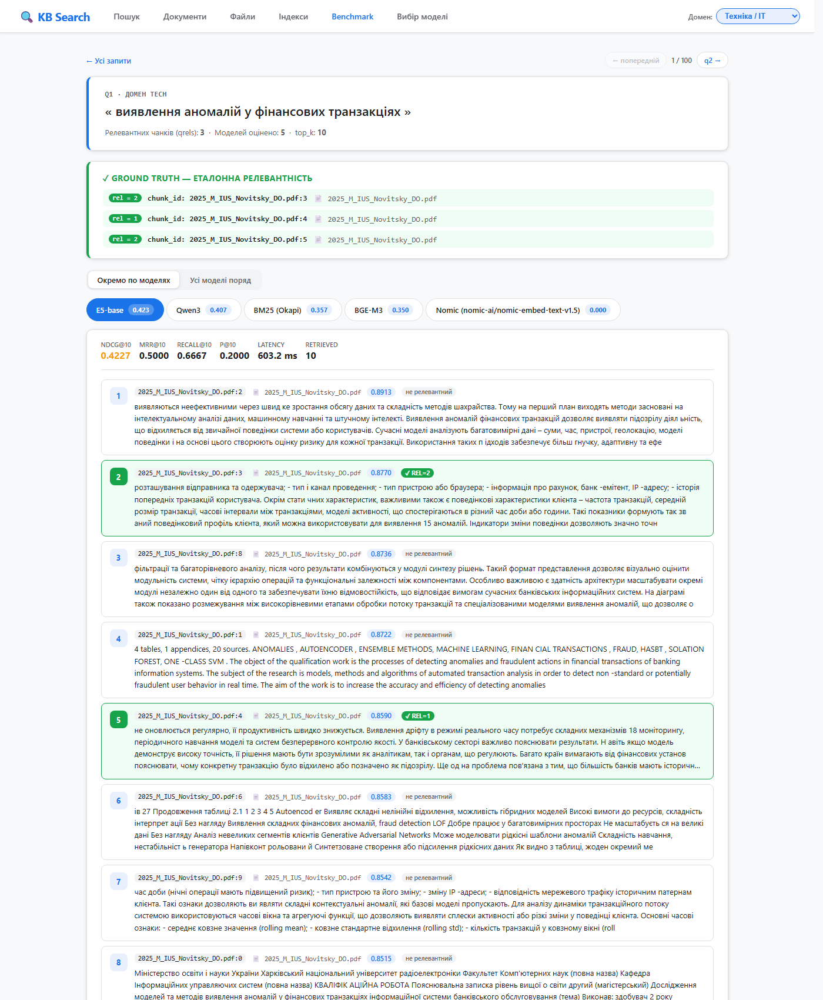 KB Search
Пошук
Документи
Файли
Індекси
Benchmark
Вибір моделі
Домен:
Техніка / IT
← Усі запити
← попередній
1 / 100
q2 →
Q1 · ДОМЕН TECH
« виявлення аномалій у фінансових транзакціях »
Релевантних чанків (qrels): 3 · Моделей оцінено: 5 · top_k: 10
✓ GROUND TRUTH — ЕТАЛОННА РЕЛЕВАНТНІСТЬ
rel = 2 chunk_id: 2025_M_IUS_Novitsky_DO.pdf:3 2025_M_IUS_Novitsky_DO.pdf
rel = 1 chunk_id: 2025_M_IUS_Novitsky_DO.pdf:4 2025_M_IUS_Novitsky_DO.pdf
rel = 2 chunk_id: 2025_M_IUS_Novitsky_DO.pdf:5 2025_M_IUS_Novitsky_DO.pdf
Окремо по моделях
Усі моделі поряд
E5-base 0.423
Qwen3 0.407
BM25 (Okapi) 0.357
BGE-M3 0.350
Nomic (nomic-ai/nomic-embed-text-v1.5) 0.000
NDCG@10 MRR@10 RECALL@10 P@10 LATENCY RETRIEVED
0.4227 0.5000 0.6667 0.2000 603.2 ms 10
1 2025_M_IUS_Novitsky_DO.pdf:2 2025_M_IUS_Novitsky_DO.pdf 0.8913 не релевантний
виявляються неефективними через швид ке зростання обсягу даних та складність методів шахрайства. Тому на перший план виходять методи засновані на
інтелектуальному аналізі даних, машинному навчанні та штучному інтелекті. Виявлення аномалій фінансових транзакцій дозволяє виявляти підозрілу діял ьність,
що відхиляється від звичайної поведінки системи або користувачів. Сучасні моделі аналізують багатовимірні дані – суми, час, пристрої, геолокацію, моделі
поведінки і на основі цього створюють оцінку ризику для кожної транзакції. Використання таких п ідходів забезпечує більш гнучку, адаптивну та ефе
2 2025_M_IUS_Novitsky_DO.pdf:3 2025_M_IUS_Novitsky_DO.pdf 0.8770 ✓ REL=2
розташування відправника та одержувача; - тип і канал проведення; - тип пристрою або браузера; - інформація про рахунок, банк -емітент, IP -адресу; - історія
попередніх транзакцій користувача. Окрім стати чних характеристик, важливими також є поведінкові характеристики клієнта – частота транзакцій, середній
розмір транзакції, часові інтервали між транзакціями, моделі активності, що спостерігаються в різний час доби або години. Такі показники формують так зв
аний поведінковий профіль клієнта, який можна використовувати для виявлення 15 аномалій. Індикатори зміни поведінки дозволяють значно точн
3 2025_M_IUS_Novitsky_DO.pdf:8 2025_M_IUS_Novitsky_DO.pdf 0.8736 не релевантний
фільтрації та багаторівневого аналізу, після чого результати комбінуються у модулі синтезу рішень. Такий формат представлення дозволяє візуально оцінити
модульність системи, чітку ієрархію операцій та функціональні залежності між компонентами. Особливо важливою є здатність архітектури масштабувати окремі
модулі незалежно один від одного та забезпечувати їхню відмовостійкість, що відповідає вимогам сучасних банківських інформаційних систем. На діаграмі
також показано розмежування між високорівневими етапами обробки потоку транзакцій та спеціалізованими моделями виявлення аномалій, що дозволяє о
4 2025_M_IUS_Novitsky_DO.pdf:1 2025_M_IUS_Novitsky_DO.pdf 0.8722 не релевантний
4 tables, 1 appendices, 20 sources. ANOMALIES , AUTOENCODER , ENSEMBLE METHODS, MACHINE LEARNING, FINAN CIAL TRANSACTIONS , FRAUD, HASBT , SOLATION
FOREST, ONE -CLASS SVM . The object of the qualification work is the processes of detecting anomalies and fraudulent actions in financial transactions of banking
information systems. The subject of the research is models, methods and algorithms of automated transaction analysis in order to detect non -standard or potentially
fraudulent user behavior in real time. The aim of the work is to increase the accuracy and efficiency of detecting anomalies
5 2025_M_IUS_Novitsky_DO.pdf:4 2025_M_IUS_Novitsky_DO.pdf 0.8590 ✓ REL=1
не оновлюється регулярно, її продуктивність швидко знижується. Виявлення дріфту в режимі реального часу потребує складних механізмів 18 моніторингу,
періодичного навчання моделі та систем безперервного контролю якості. У банківському секторі важливо пояснювати результати. Н авіть якщо модель
демонструє високу точність, її рішення мають бути зрозумілими як аналітикам, так і органам, що регулюють. Багато країн вимагають від фінансових установ
пояснювати, чому конкретну транзакцію було відхилено або позначено як підозрілу. Ще од на проблема пов'язана з тим, що більшість банків мають історичн...
6 2025_M_IUS_Novitsky_DO.pdf:6 2025_M_IUS_Novitsky_DO.pdf 0.8583 не релевантний
ів 27 Продовження таблиці 2.1 1 2 3 4 5 Autoencod er Виявляє складні нелінійні відхилення, можливість гібридних моделей Високі вимоги до ресурсів, складність
інтерпрет ації Без нагляду Виявлення складних фінансових аномалій, fraud detection LOF Добре працює у багатовимірних просторах Не масштабуєть ся на великі
дані Без нагляду Аналіз невеликих сегментів клієнтів Generative Adversarial Networks Може моделювати рідкісні шаблони аномалій Складність навчання,
нестабільніст ь генератора Напівконт рольовани й Синтетзоване створення або підсилення рідкісних даних Як видно з таблиці, жоден окремий ме
7 2025_M_IUS_Novitsky_DO.pdf:9 2025_M_IUS_Novitsky_DO.pdf 0.8542 не релевантний
час доби (нічні операції мають підвищений ризик); - тип пристрою та його зміну; - зміну IP -адреси; - відповідність мережевого трафіку історичним патернам
клієнта. Такі ознаки дозволяють ви являти складні контекстуальні аномалії, які базові моделі пропускають. Для аналізу динаміки транзакційного потоку
системою використовуються часові вікна та агрегуючі функції, що дозволяють виявляти сплески активності або різкі зміни у поведінці клієнта. Основні часові
ознаки: - середнє ковзне значення (rolling mean); - ковзне стандартне відхилення (rolling std); - кількість транзакцій у ковзному вікні (roll
8 2025_M_IUS_Novitsky_DO.pdf:0 2025_M_IUS_Novitsky_DO.pdf 0.8515 не релевантний
Міністерство освіти і науки України Харківський національний університет радіоелектроніки Факультет Комп'ютерних наук (повна назва) Кафедра
Інформаційних управляючих систем (повна назва) КВАЛІФІК АЦІЙНА РОБОТА Пояснювальна записка рівень вищої о світи другий (магістерський) Дослідження
моделей та методів виявлення аномалій у фінансових транзакціях інформаційної системи банківського обслуговування (тема) Виконав: здобувач 2 року